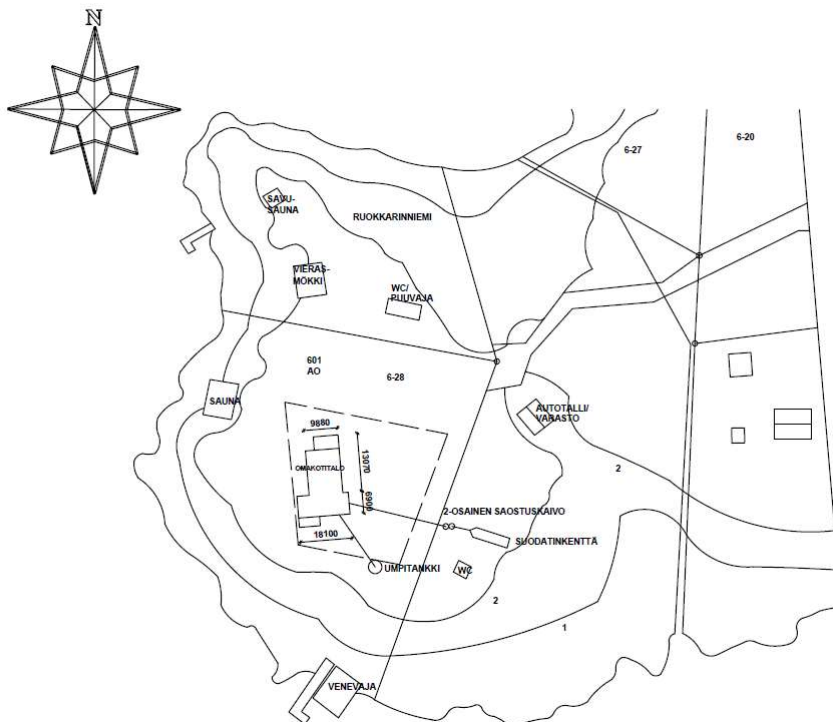 N
6-27
6-20
SAVU-
SAUNA
RUOKKARINNIEMI
VIERAS-
MÖKKI
WC/
PUUVAJA
601
AO
6-28
SAUNA
AUTOTALLI/
VARASTO
9880
13070
OMAKOTITALO
6900
18100
2
2-OSAINEN SAOSTUSKAIVO
SUODATINKENTTÄ
UMPITANKKI
WC
2
1
VENEVAJA